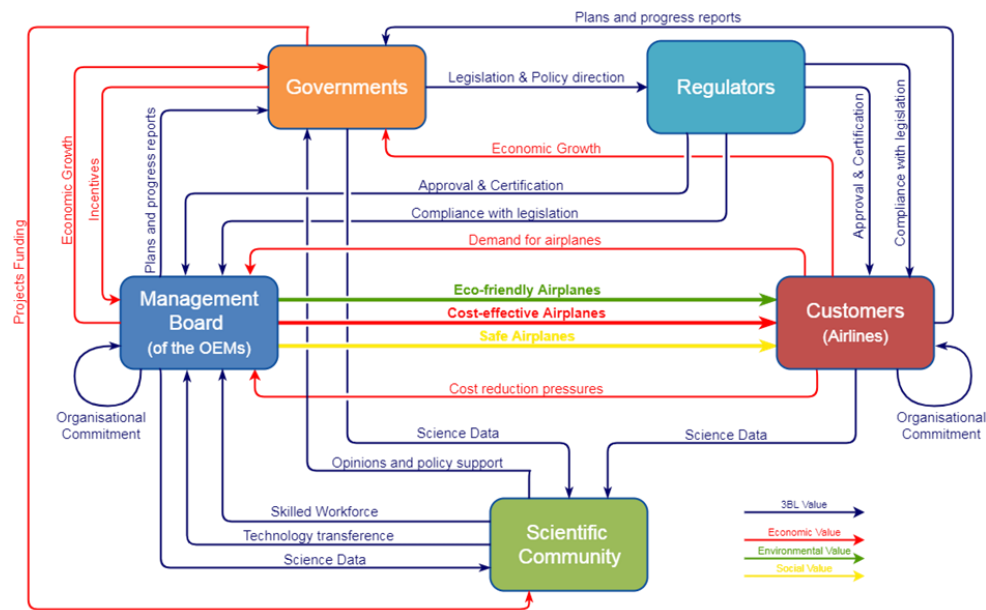 Plans and progress reports
Governments
Legislation & Policy direction
Regulators
Economic Growth
Incentives
Plans and progress reports
Projects Funding
Economic Growth
Approval & Certification
Compliance with legislation
Approval & Certification
Compliance with legislation
Demand for airplanes
Management
Board
(of the OEMs)
Eco-friendly Airplanes
Cost-effective Airplanes
Safe Airplanes
Customers
(Airlines)
Cost reduction pressures
Organisational
Commitment
Organisational
Commitment
Science Data
Science Data
Opinions and policy support
Skilled Workforce
Technology transference
Science Data
Scientific
Community
3BL Value
Economic Value
Environmental Value
Social Value